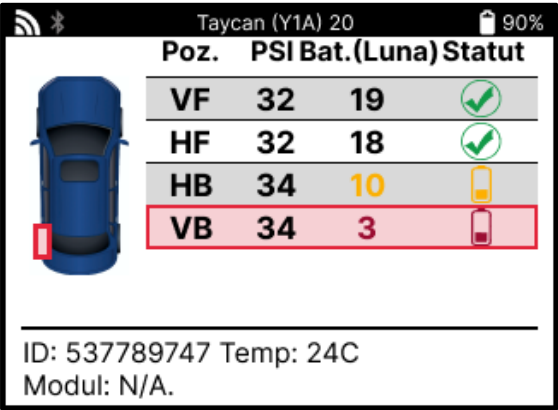 Taycan (Y1A) 20 90%
Poz. PSI Bat.(Luna) Statut
VF 32 19
HF 32 18
HB 34 10
VB 34 3
ID: 537789747 Temp: 24C
Modul: N/A.